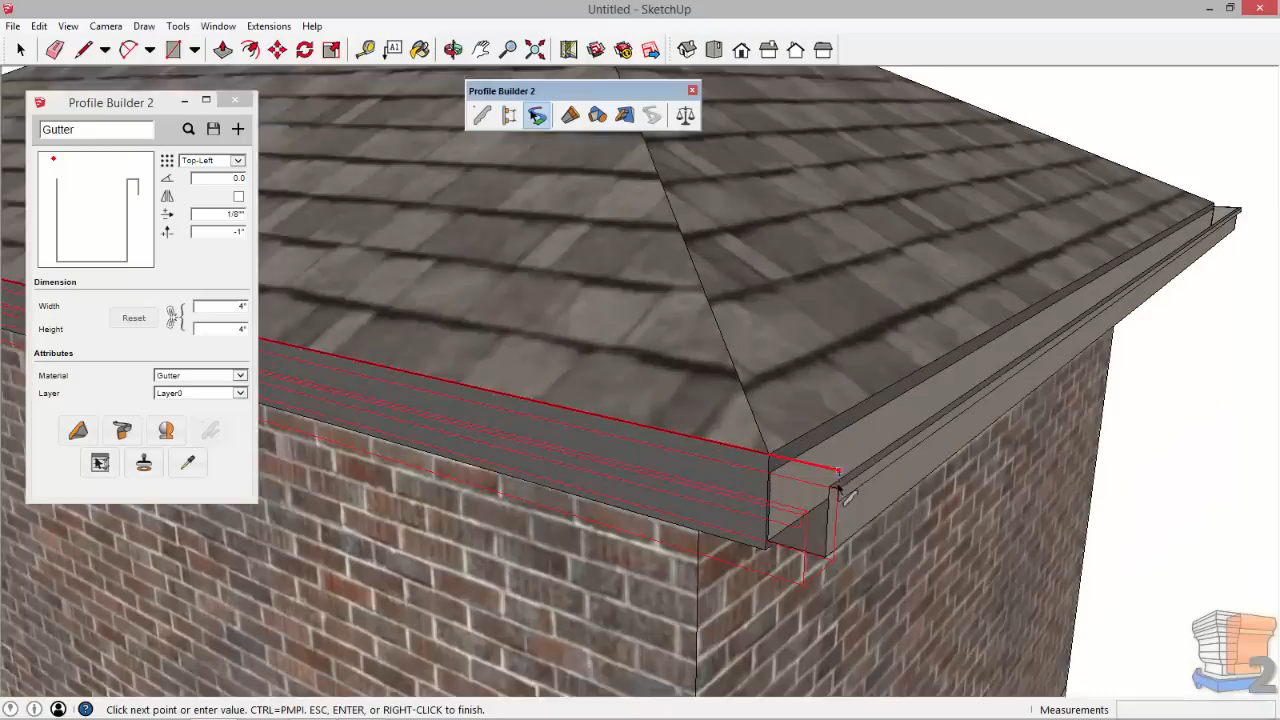 Untitled - SketchUp
File Edit View Camera Draw Tools Window Extensions Help
A1
Profile Builder 2
Profile Builder 2
Gutter
Top-Left
0.0
1/8""
-1"
Dimension
Width 4"
Reset
Height 4"
Attributes
Material Gutter
Layer Layer0
2
Click next point or enter value. CTRL=PMPI. ESC, ENTER, or RIGHT-CLICK to finish.
Measurements